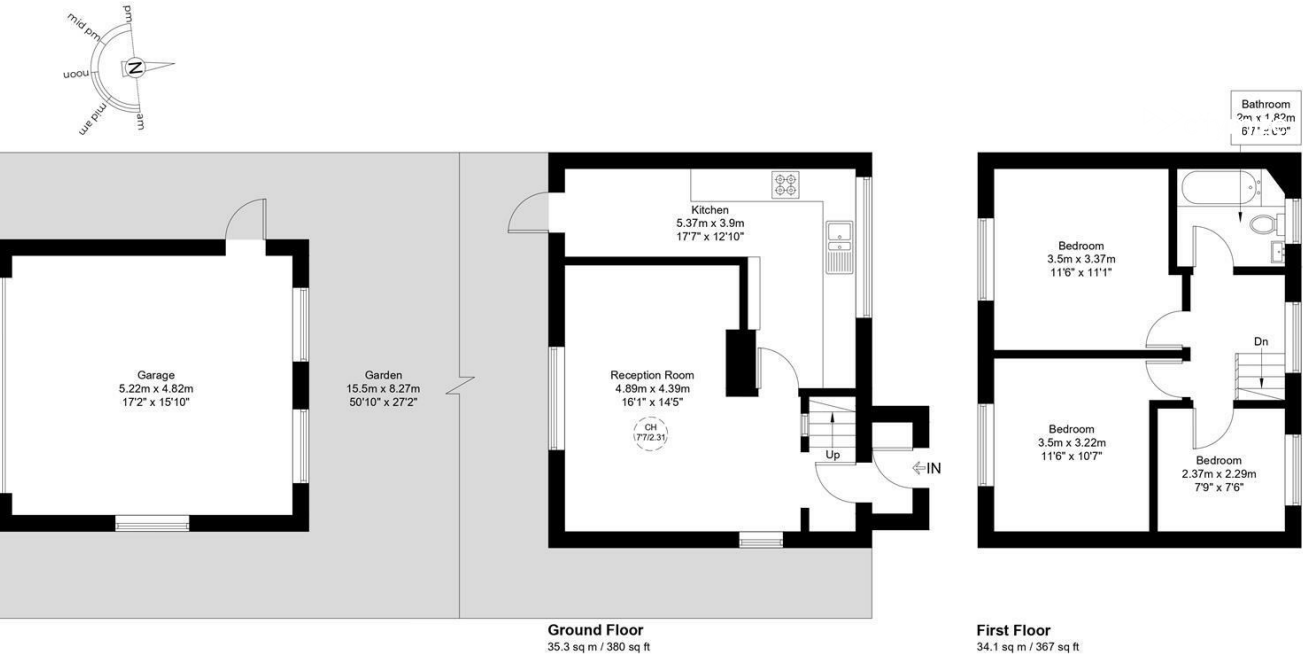 pm
mid pm
noon
mid am
am
N
Garage
5.22m x 4.82m
17'2" x 15'10"
Garden
15.5m x 8.27m
50'10" x 27'2"
Kitchen
5.37m x 3.9m
17'7" x 12'10"
Reception Room
4.89m x 4.39m
16'1" x 14'5"
CH
7'7/2.31
Up
IN
Ground Floor
35.3 sq m / 380 sq ft
Bathroom
2m x 1.82m
6'7" x
Bedroom
3.5m x 3.37m
11'6" x 11'1"
Dn
Bedroom
3.5m x 3.22m
11'6" x 10'7"
Bedroom
2.37m x 2.29m
7'9" x 7'6"
First Floor
34.1 sq m / 367 sq ft